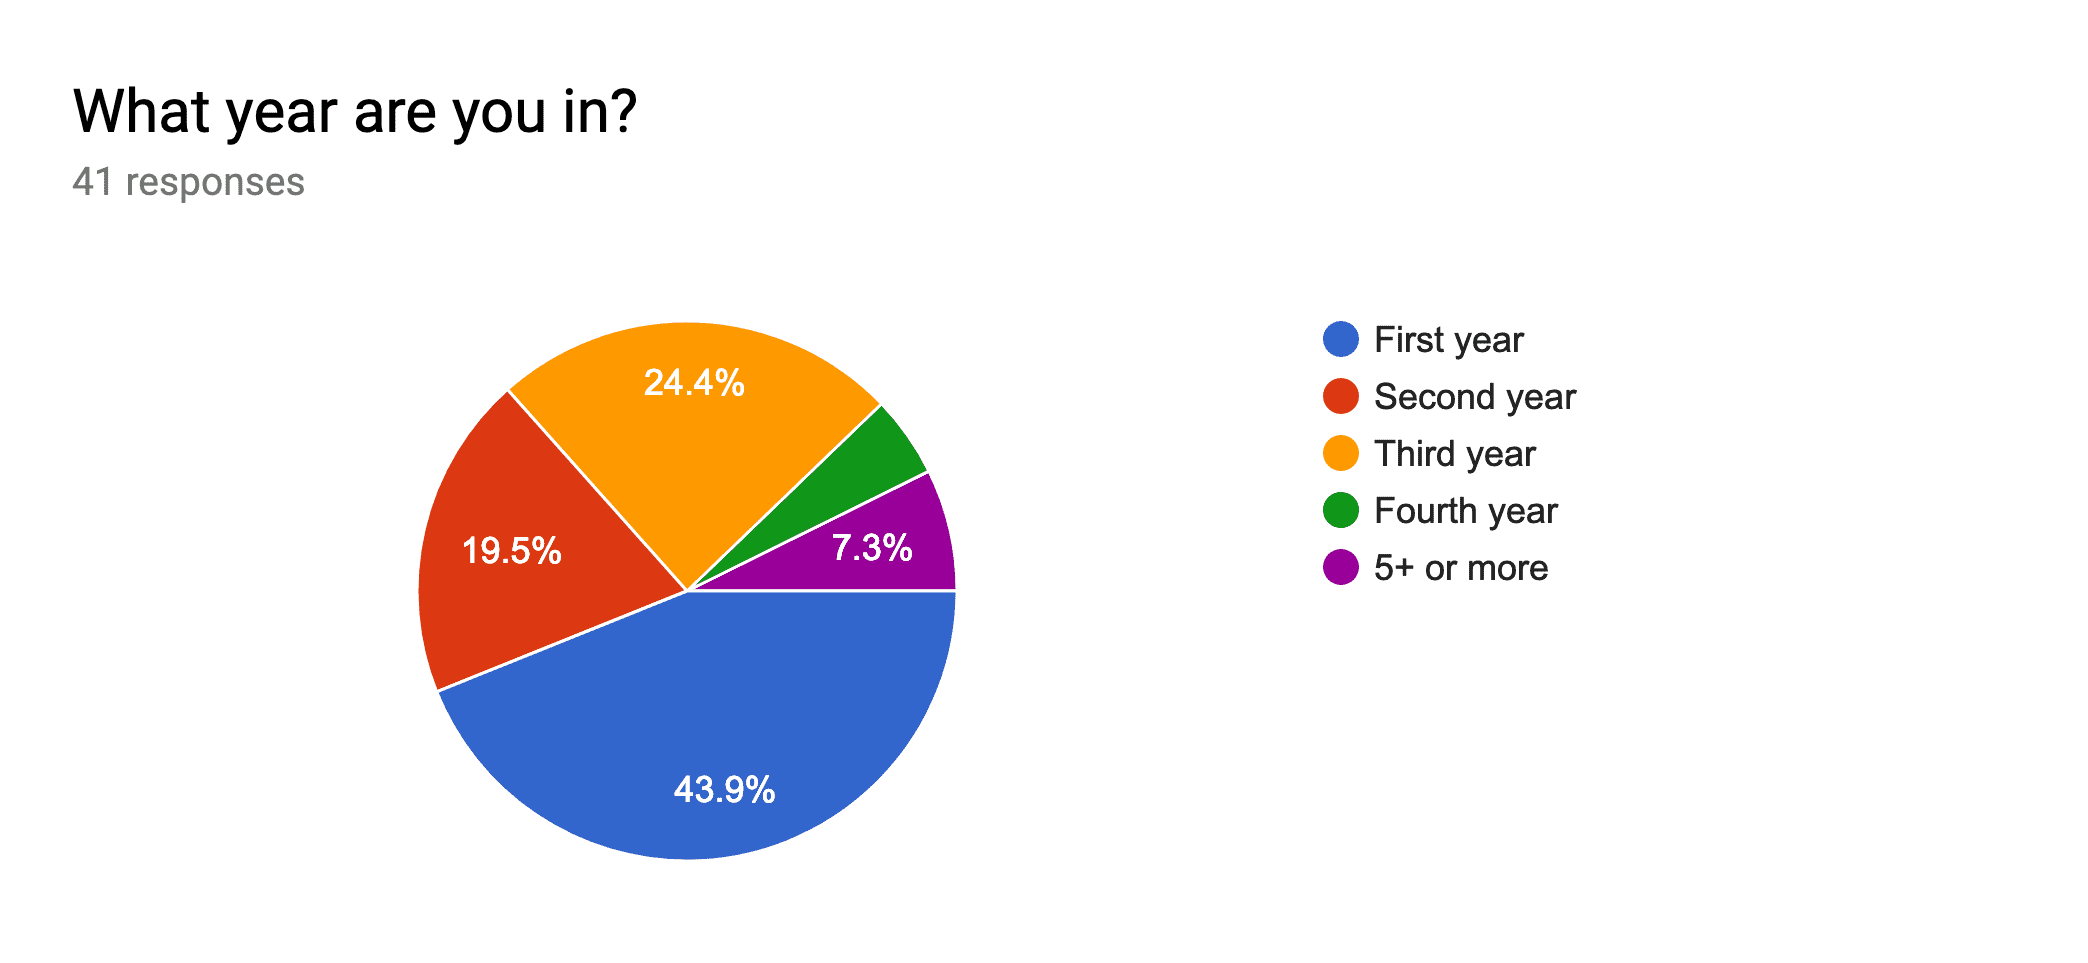 What year are you in?
41 responses
24.4%
19.5%
7.3%
43.9%
First year
Second year
Third year
Fourth year
5+ or more